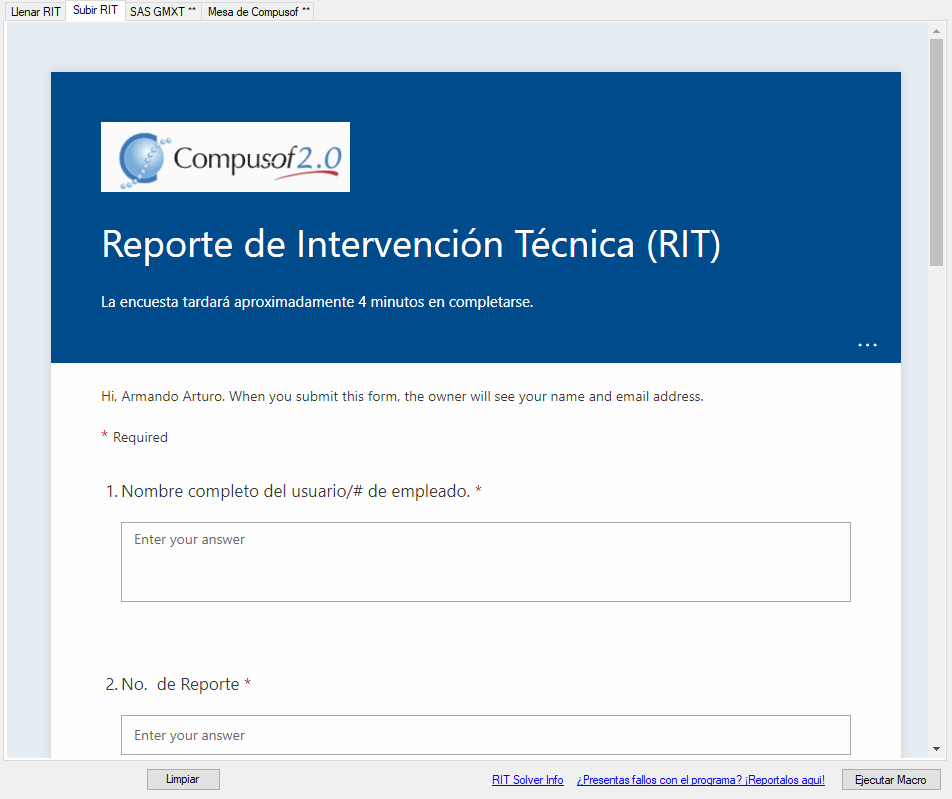 Llenar RIT Subir RIT SAS GMXT ** Mesa de Compusof **
Compusof2.0
Reporte de Intervención Técnica (RIT)
La encuesta tardará aproximadamente 4 minutos en completarse.
...
Hi, Armando Arturo. When you submit this form, the owner will see your name and email address.
* Required
1. Nombre completo del usuario/# de empleado. *
Enter your answer
2. No.  de Reporte *
Enter your answer
Limpiar RIT Solver Info ¿Presentas fallos con el programa? ¡Reportalos aqui! Ejecutar Macro